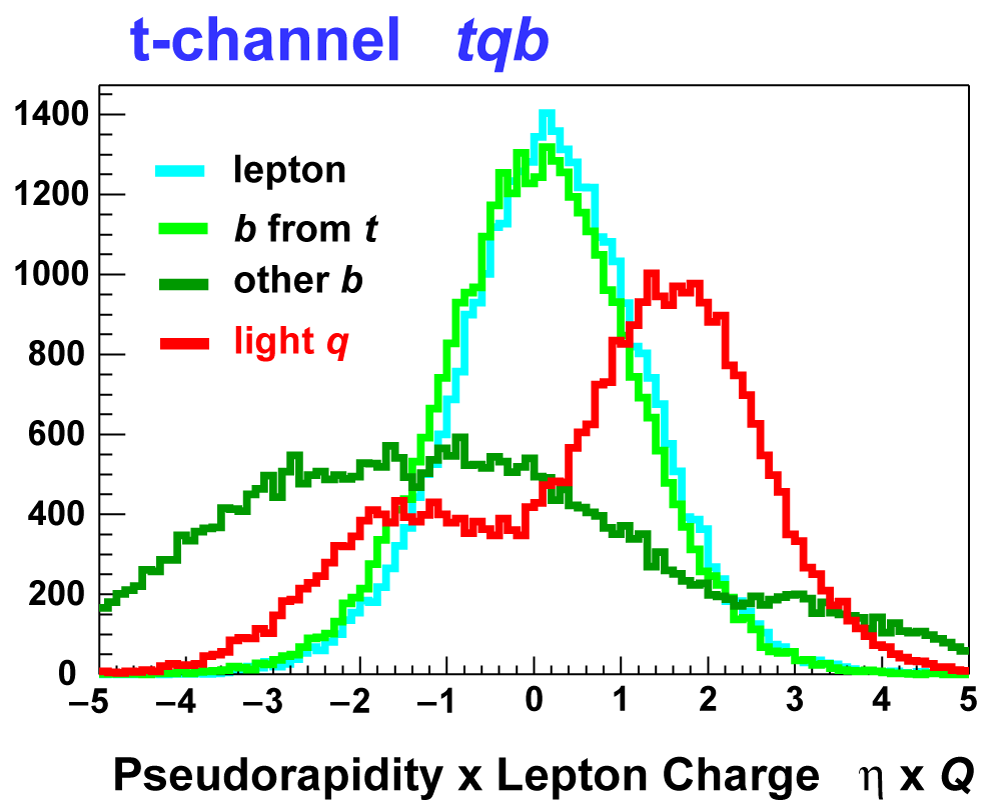 t-channel tqb
1400
1200
1000
800
600
400
200
0
lepton
b from t
other b
light q
–5 –4 –3 –2 –1 0 1 2 3 4 5
Pseudorapidity x Lepton Charge η x Q